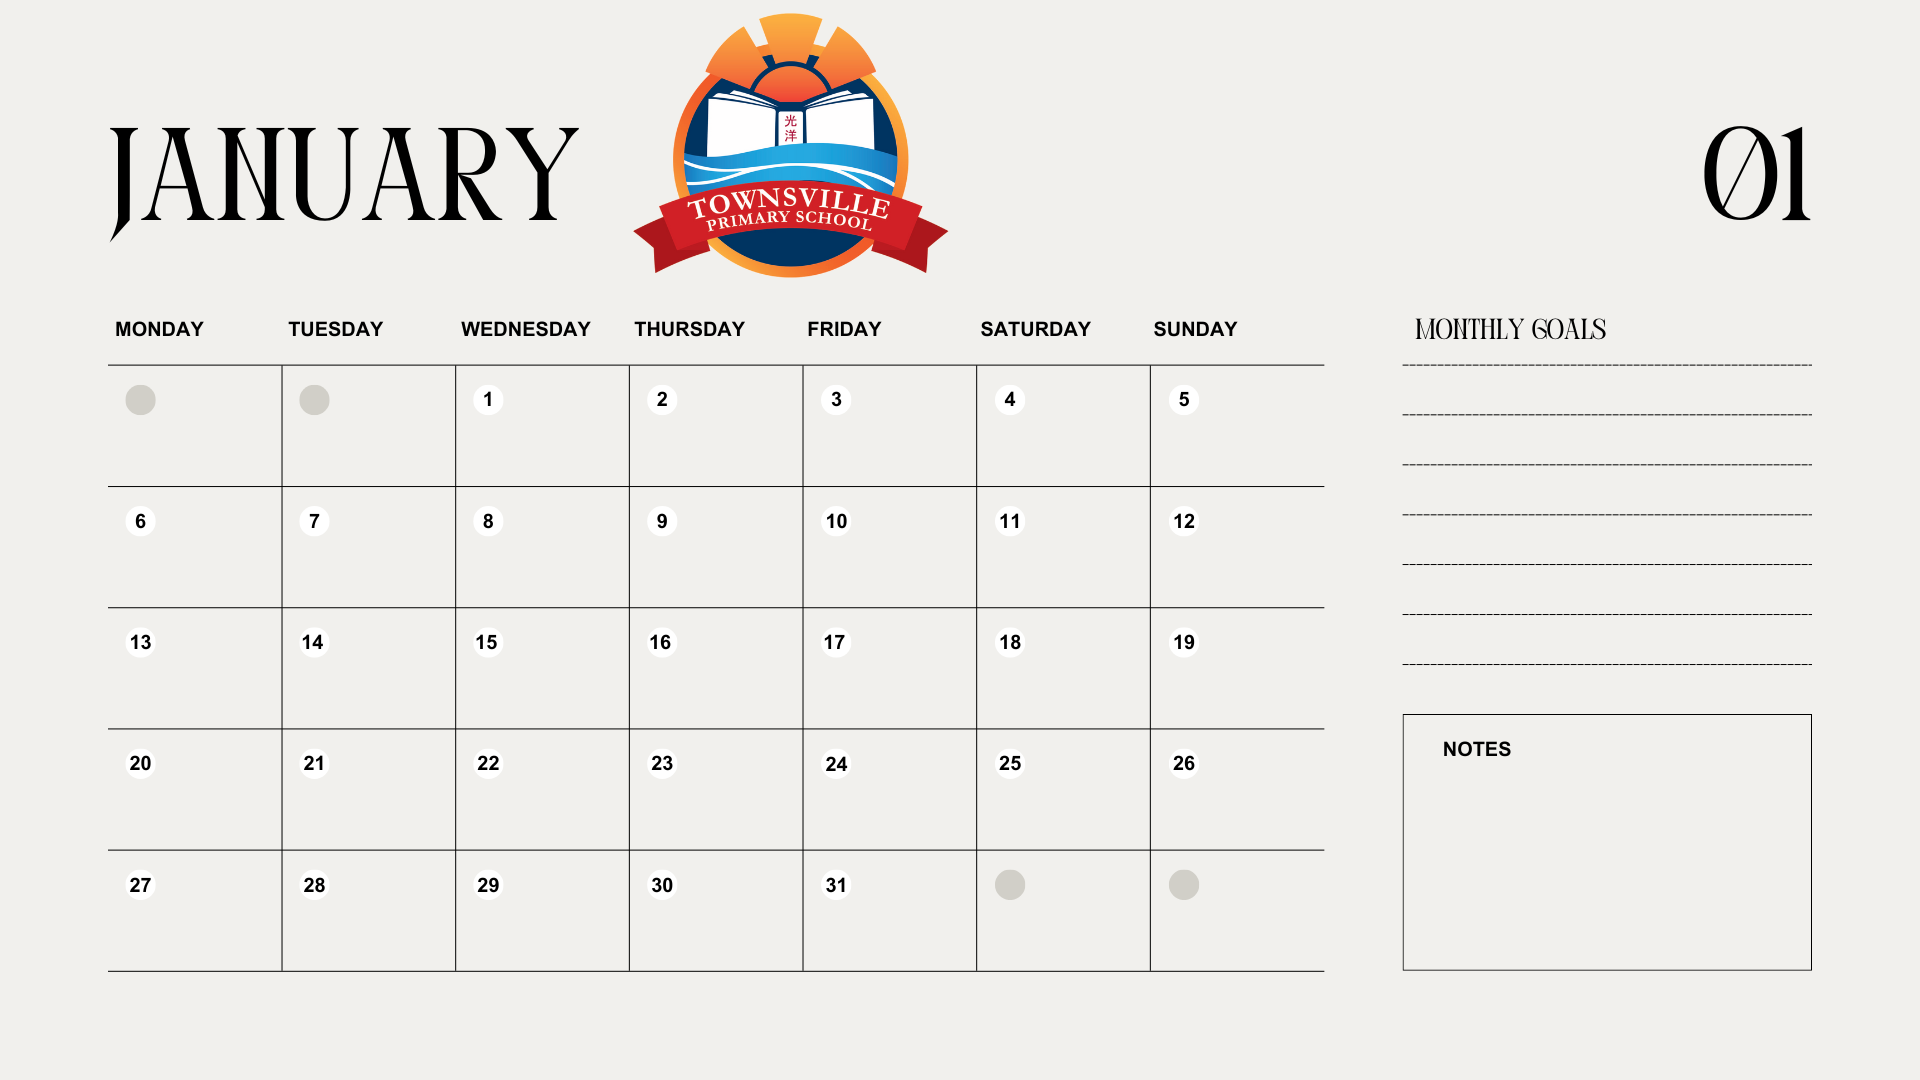 JANUARY
光
洋
TOWNSVILLE
PRIMARY SCHOOL
01
MONDAY TUESDAY WEDNESDAY THURSDAY FRIDAY SATURDAY SUNDAY
1 2 3 4 5
6 7 8 9 10 11 12
13 14 15 16 17 18 19
20 21 22 23 24 25 26
27 28 29 30 31
MONTHLY GOALS
NOTES